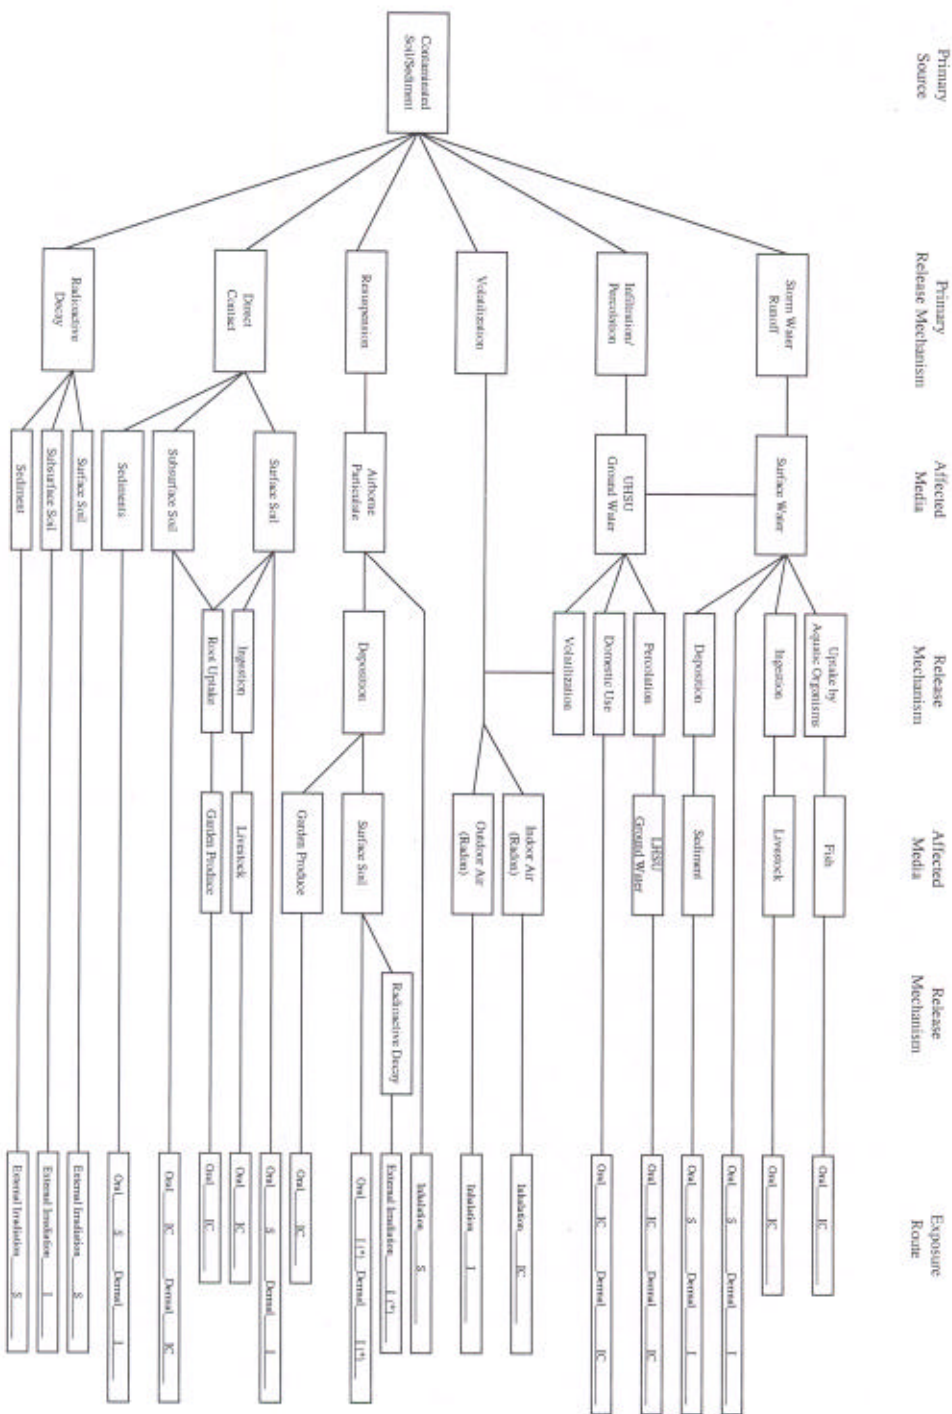 Primary
Source
Primary
Release Mechanism
Affected
Media
Release
Mechanism
Affected
Media
Release
Mechanism
Exposure
Route
Contaminated
Soil/Sediment
Storm Water
Runoff
Infiltration/
Percolation
Volatilization
Resuspension
Direct
Contact
Radioactive
Decay
Surface Water
UHSU
Ground Water
Airborne
Particulate
Surface Soil
Subsurface Soil
Sediments
Surface Soil
Subsurface Soil
Sediment
Uptake by
Aquatic Organisms
Ingestion
Deposition
Percolation
Domestic Use
Volatilization
Deposition
Ingestion
Root Uptake
Fish
Livestock
Sediment
LHSU
Ground Water
Indoor Air
(Radon)
Outdoor Air
(Radon)
Surface Soil
Garden Produce
Livestock
Garden Produce
Radioactive Decay
Oral IC
Oral IC
Oral S Dermal I
Oral S Dermal I
Oral IC Dermal IC
Oral IC Dermal IC
Inhalation IC
Inhalation I
Inhalation S
External Irradiation I (*)
Oral I (*) Dermal I (*)
Oral IC
Oral S Dermal I
Oral IC
Oral IC
Oral IC Dermal IC
Oral S Dermal I
External Irradiation S
External Irradiation I
External Irradiation S